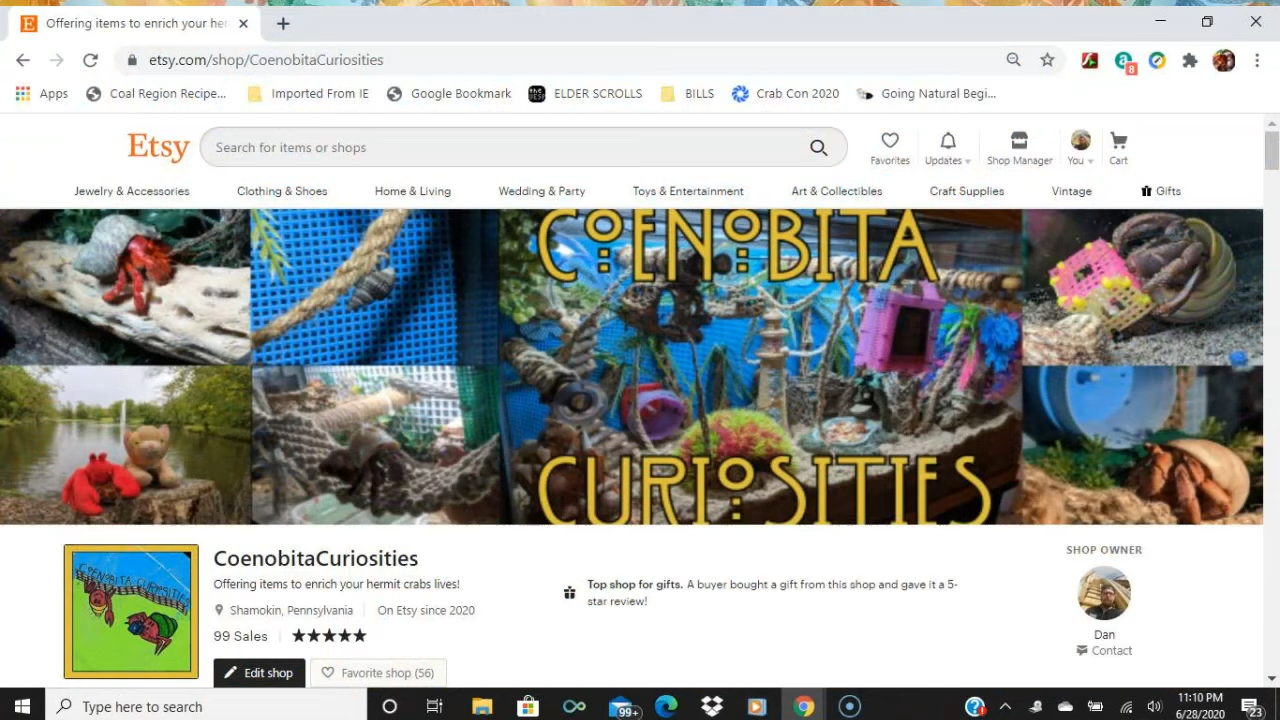 Offering items to enrich your her
etsy.com/shop/CoenobitaCuriosities
8
Apps Coal Region Recipe... Imported From IE Google Bookmark ELDER SCROLLS BILLS Crab Con 2020 Going Natural Begi...
Etsy Search for items or shops Favorites Updates Shop Manager You Cart
Jewelry & Accessories Clothing & Shoes Home & Living Wedding & Party Toys & Entertainment Art & Collectibles Craft Supplies Vintage Gifts
COENOBITA
CURIOSITIES
COENOBITA CURIOSITIES
CoenobitaCuriosities
Offering items to enrich your hermit crabs lives!
Shamokin, Pennsylvania On Etsy since 2020
99 Sales
Edit shop Favorite shop (56)
Top shop for gifts. A buyer bought a gift from this shop and gave it a 5-
star review!
SHOP OWNER
Dan
Contact
Type here to search
99+
11:10 PM
6/28/2020
23